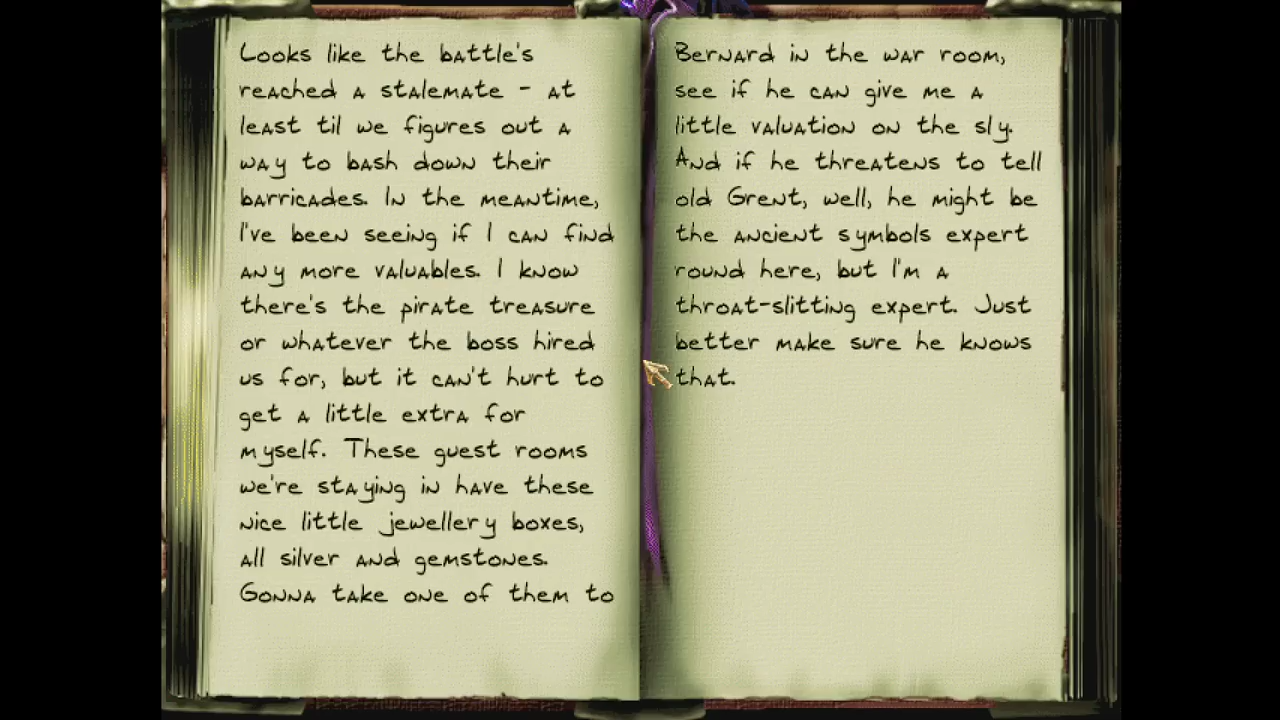 Looks like the battle's
reached a stalemate - at
least til we figures out a
way to bash down their
barricades. In the meantime,
I've been seeing if I can find
any more valuables. I know
there's the pirate treasure
or whatever the boss hired
us for, but it can't hurt to
get a little extra for
myself. These guest rooms
we're staying in have these
nice little jewellery boxes,
all silver and gemstones.
Gonna take one of them to
Bernard in the war room,
see if he can give me a
little valuation on the sly.
And if he threatens to tell
old Grent, well, he might be
the ancient symbols expert
round here, but I'm a
throat-slitting expert. Just
better make sure he knows
that.